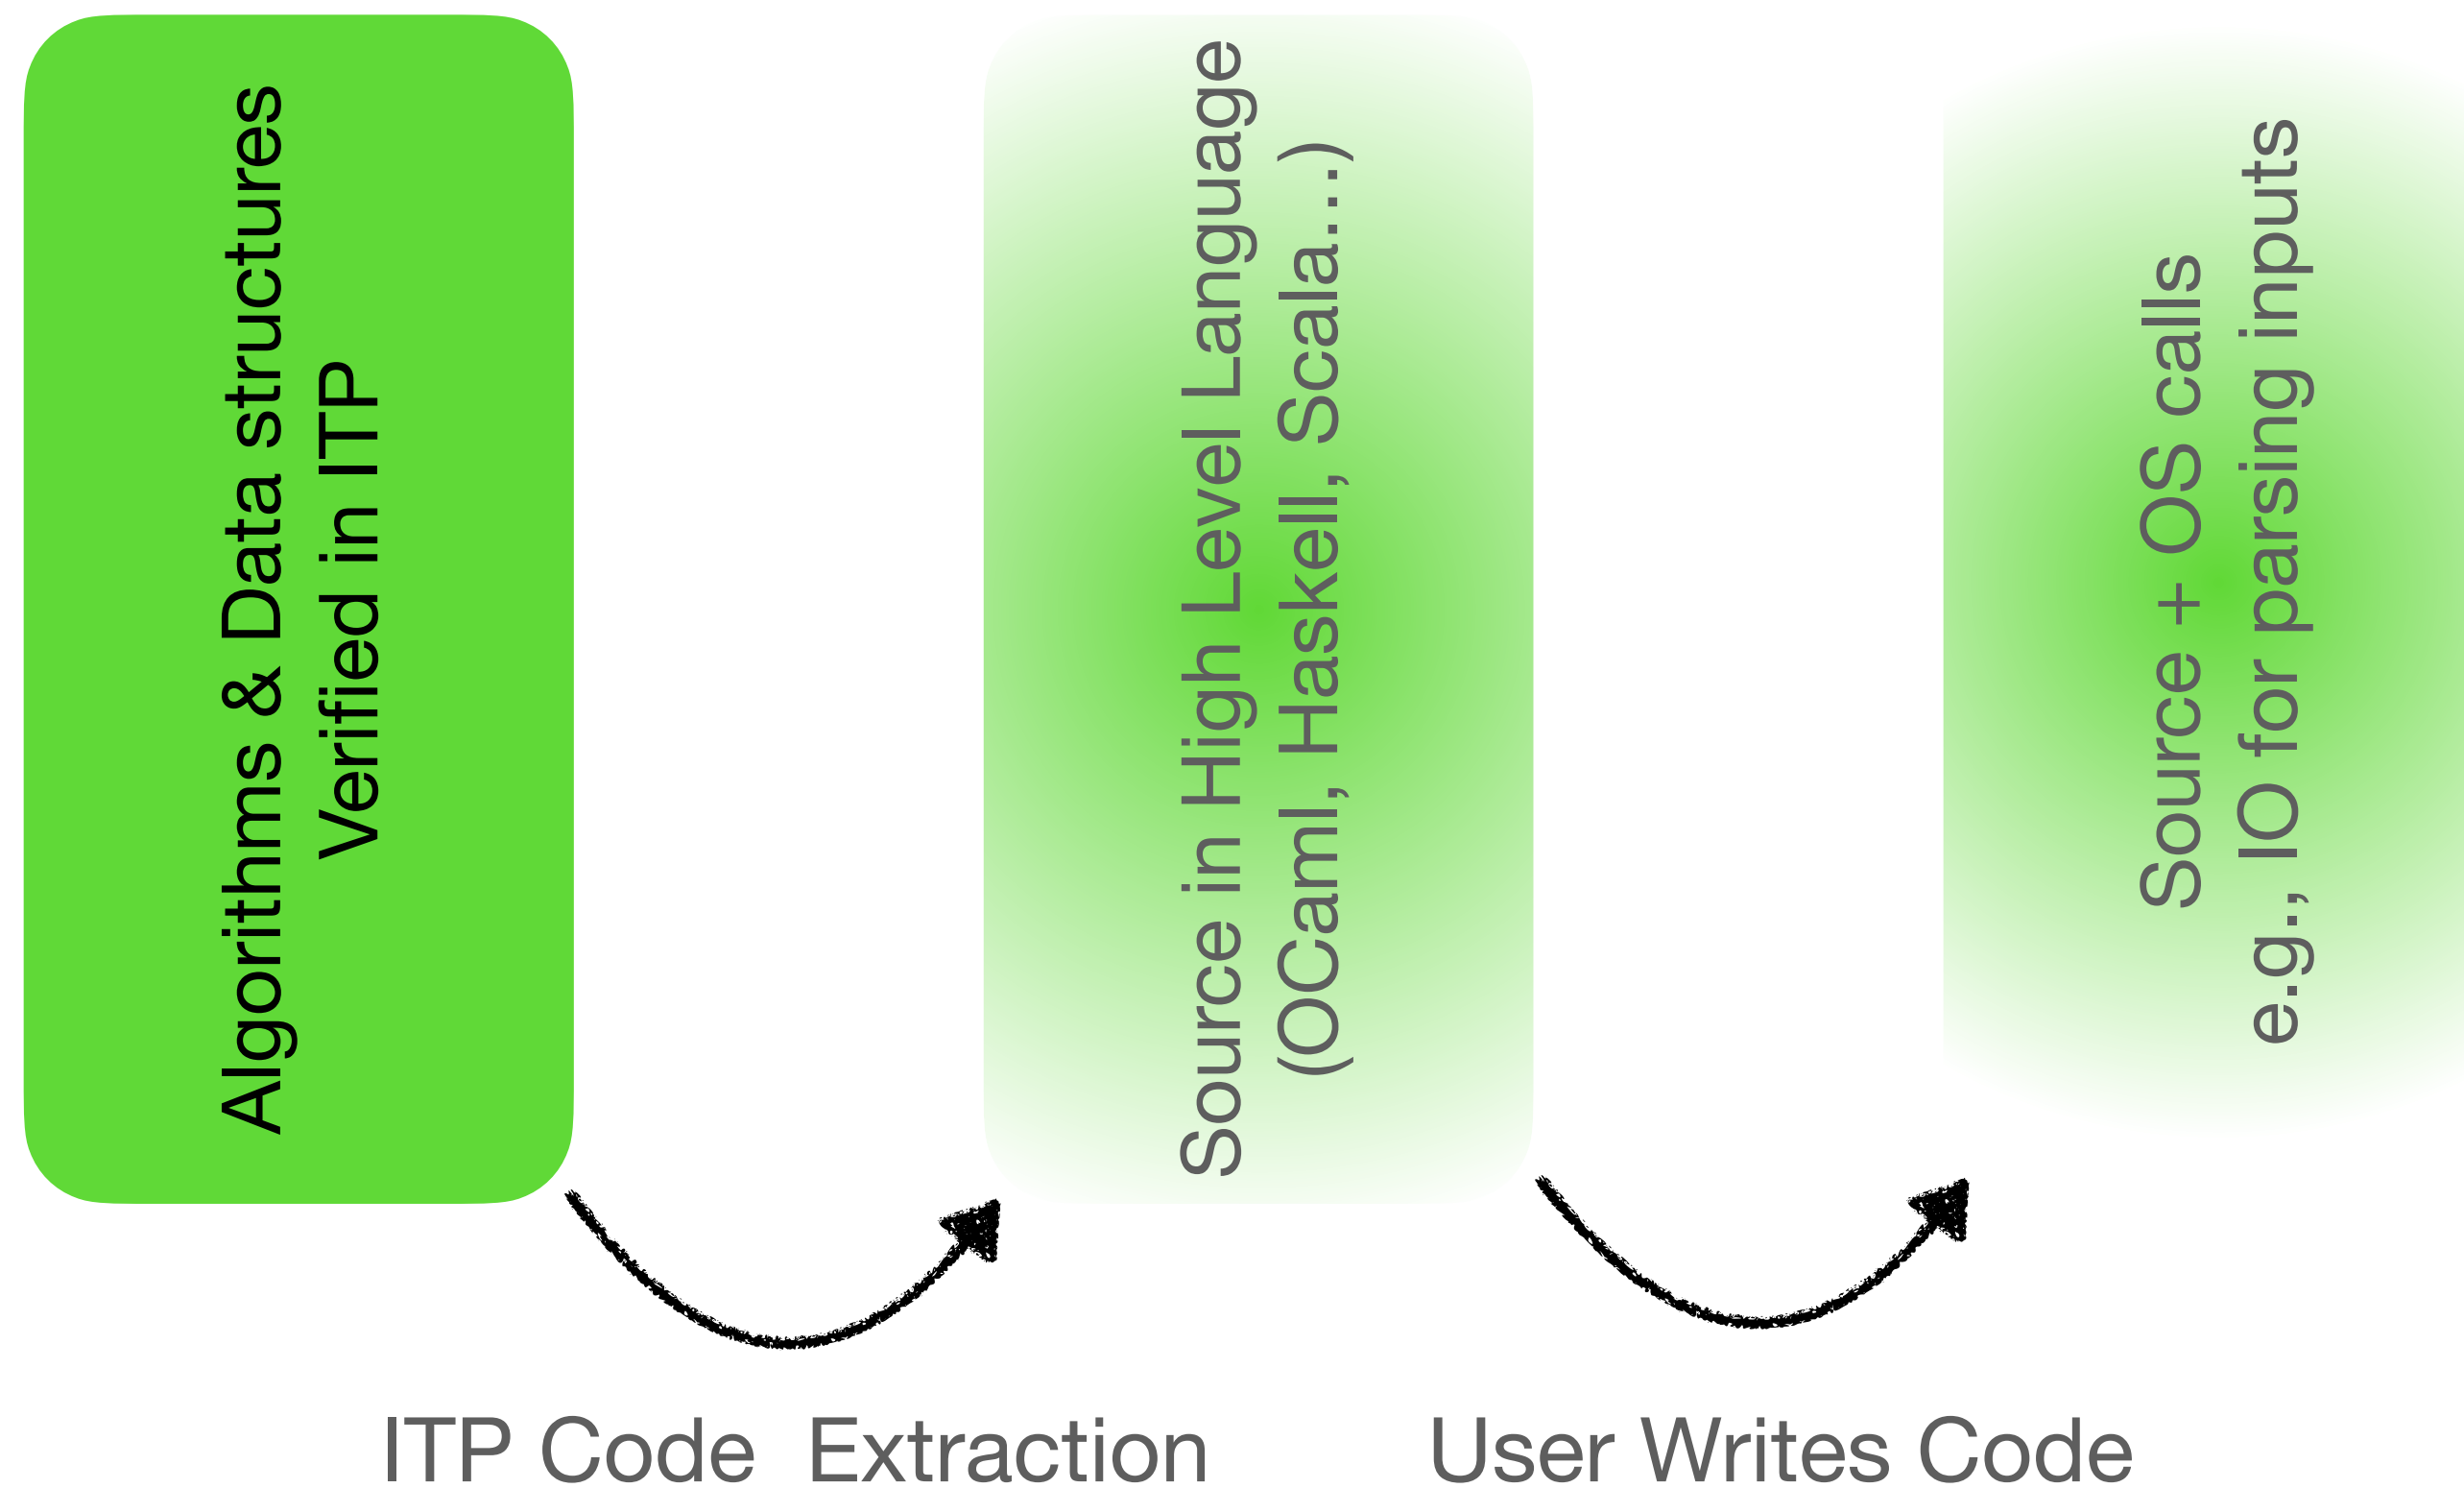 Algorithms & Data structures
Verified in ITP
Source in High Level Language
(OCaml, Haskell, Scala...)
Source + OS calls
e.g., IO for parsing inputs
ITP Code Extraction
User Writes Code